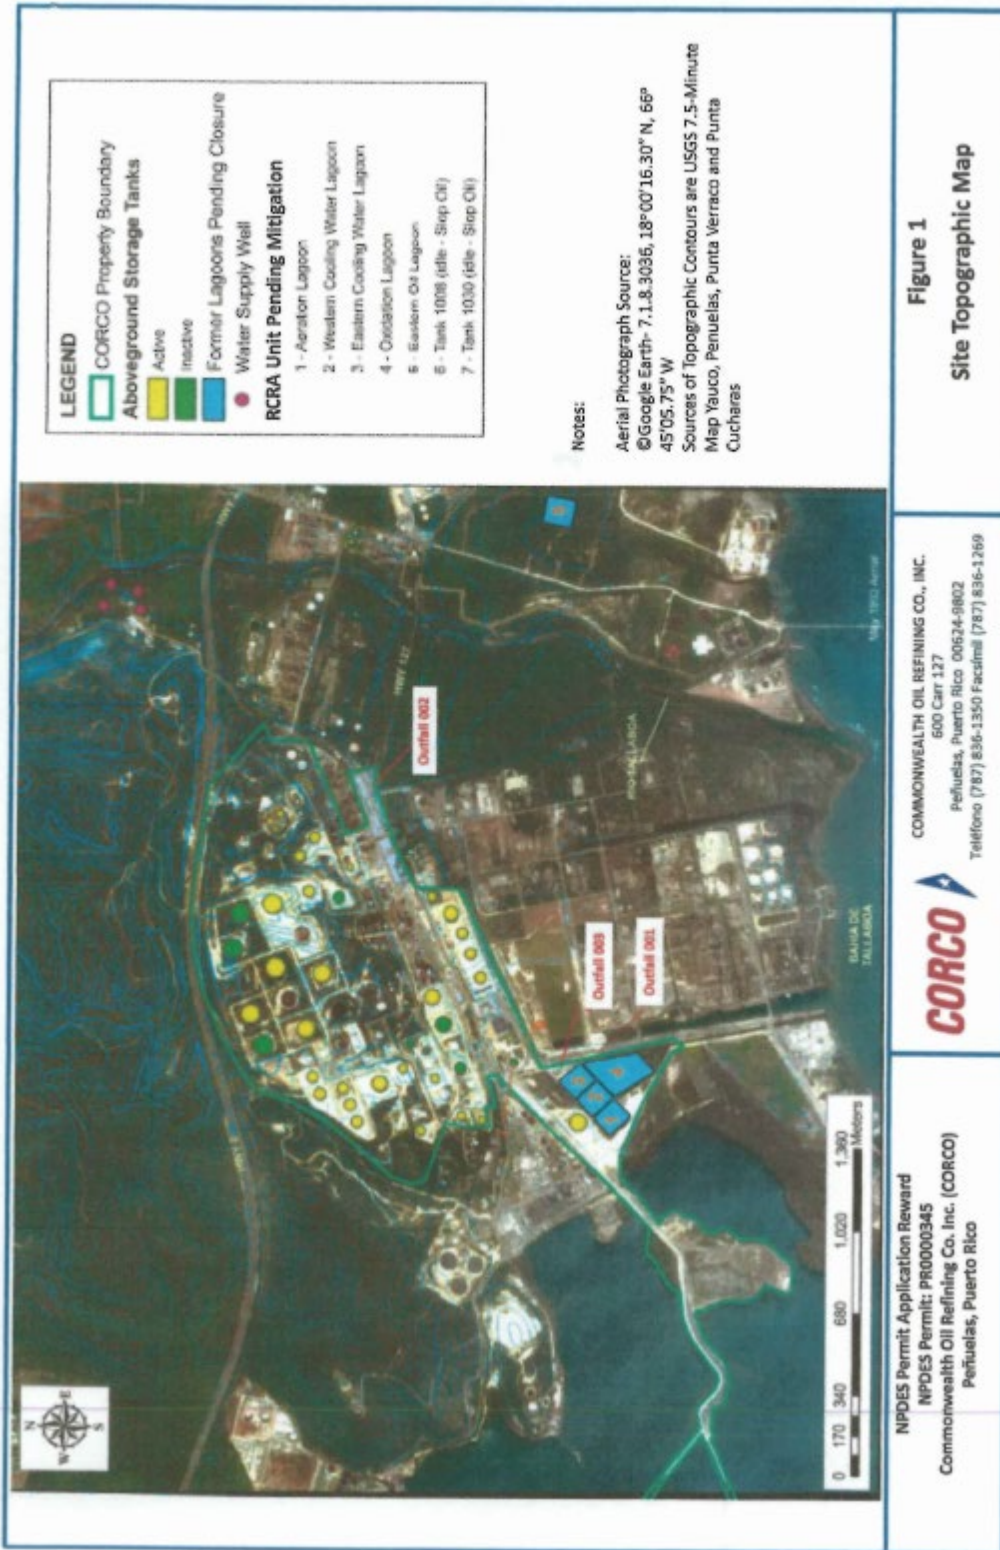 LEGEND
CORCO Property Boundary
Aboveground Storage Tanks
Active
Inactive
Former Lagoons Pending Closure
Water Supply Well
RCRA Unit Pending Mitigation
1 - Aeration Lagoon
2 - Western Cooling Water Lagoon
3 - Eastern Cooling Water Lagoon
4 - Oxidation Lagoon
5 - Eastern Oil Lagoon
6 - Tank 1008 (idle - Slop Oil)
7 - Tank 1030 (idle - Slop Oil)
Notes:
Aerial Photograph Source:
©Google Earth- 7.1.8.3036, 18°00'16.30" N, 66°
45'05.75" W
Sources of Topographic Contours are USGS 7.5-Minute
Map Yauco, Penuelas, Punta Verraco and Punta
Cucharas
N
W E
S
Outfall 002
Outfall 003
Outfall 001
BAHIA DE
TALLABOA
0 170 340 680 1,020 1,360
Meters
NPDES Permit Application Reward
NPDES Permit: PR0000345
Commonwealth Oil Refining Co. Inc. (CORCO)
Peñuelas, Puerto Rico
CORCO
COMMONWEALTH OIL REFINING CO., INC.
600 Carr 127
Peñuelas, Puerto Rico 00624-9802
Teléfono (787) 836-1350 Facsímil (787) 836-1269
Figure 1
Site Topographic Map